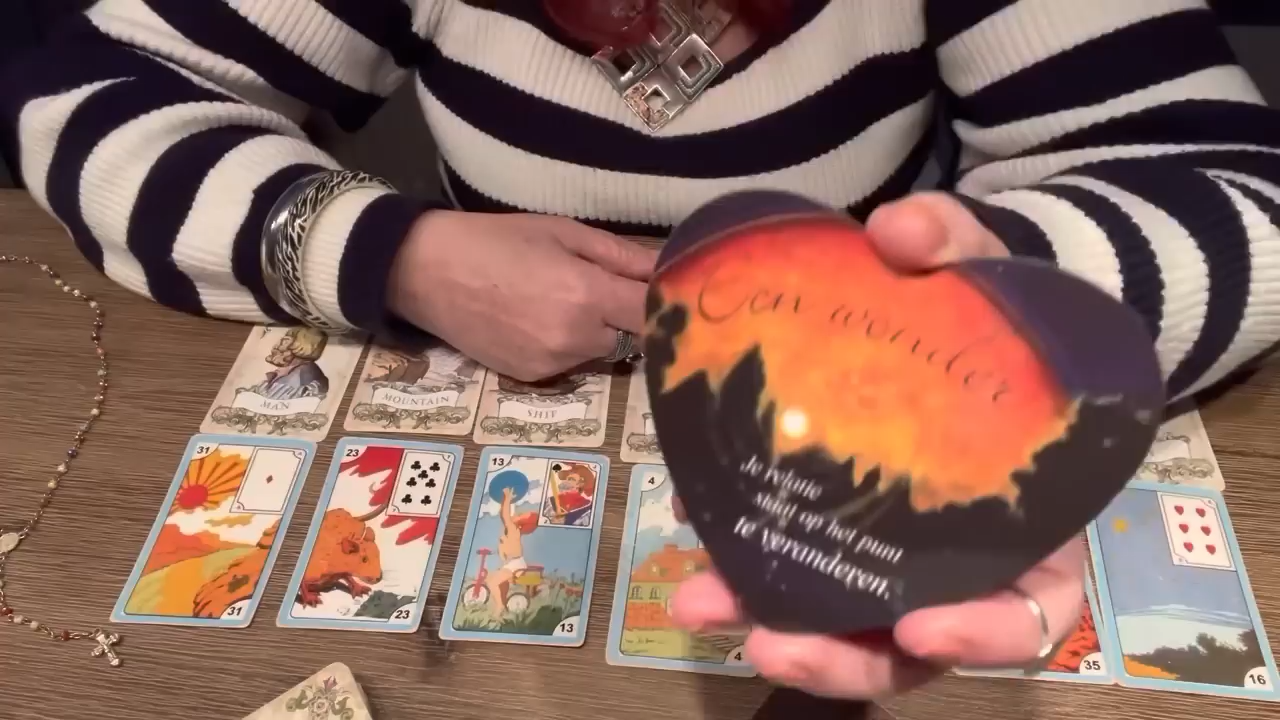 Een wonder
Je relatie
staat op het punt
te veranderen.
MAN
MOUNTAIN
SHIT
31
31
23
23
13
13
4
4
35
16